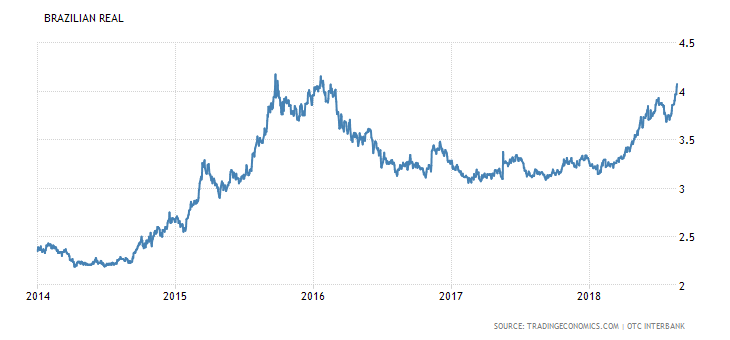 BRAZILIAN REAL
4.5
4
3.5
3
2.5
2
2014 2015 2016 2017 2018
SOURCE: TRADINGECONOMICS.COM | OTC INTERBANK